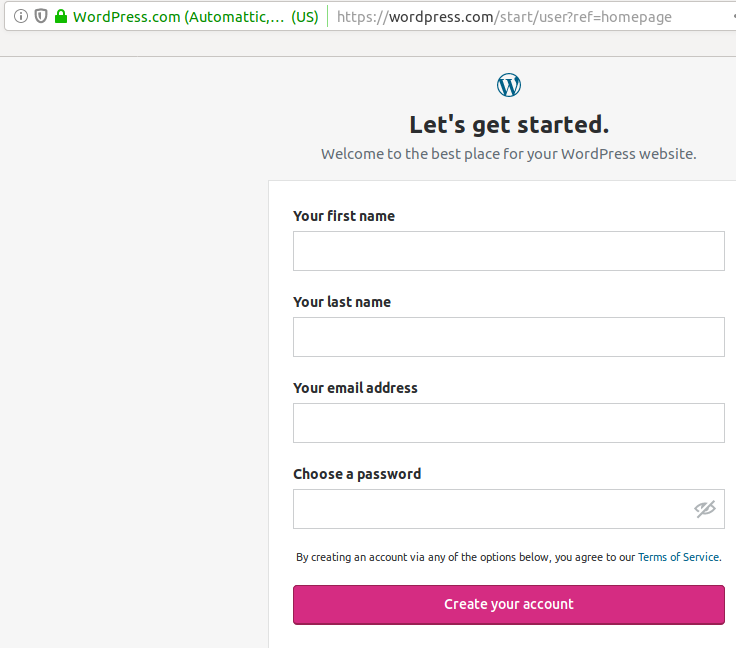 WordPress.com (Automattic,... (US) https://wordpress.com/start/user?ref=homepage
Let's get started.
Welcome to the best place for your WordPress website.
Your first name
Your last name
Your email address
Choose a password
By creating an account via any of the options below, you agree to our Terms of Service.
Create your account